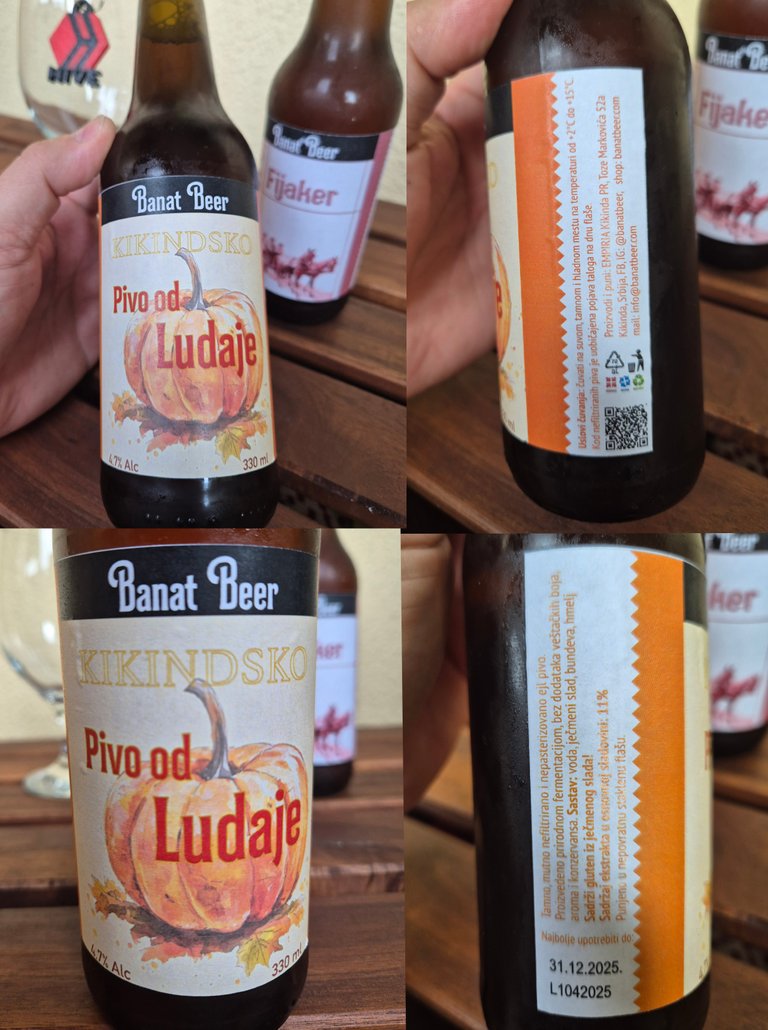 Banat Beer
KIKINDSKO
Pivo od
Ludaje
4.7% Alc
330 ml
Banat Beer
Fijaker
Uslovi čuvanja: čuvati na suvom, tamnom i hladnom mestu na temperaturi od +2°C do +15°C
Kod nefiltriranih piva je uobičajena pojava taloga na dnu flaše
Proizvodi i puni: EMPIRIA Kikinda PR, Toze Markovića 52a
Kikinda, Srbija, FB, IG: @banatbeer, shop: banatbeer.com
mail: info@banatbeer.com
Banat Be
Fijaker
Banat Beer
KIKINDSKO
Pivo od
Ludaje
4.7% Alc
330 ml
Beer
Tamno, mutno nefiltrirano i nepasterizovano ejl pivo.
Proizvedeno prirodnom fermentacijom, bez dodataka veštačkih boja,
aroma i konzervansa. Sastav: voda, ječmeni slad, bundeva, hmelj
Sadrži gluten iz ječmenog slada!
Sadržaj ekstrakta u osnovnoj sladovini: 11%
Punjeno u nepovratnu staklenu flašu.
Najbolje upotrebiti do:
31.12.2025.
L1042025
Beer
ker